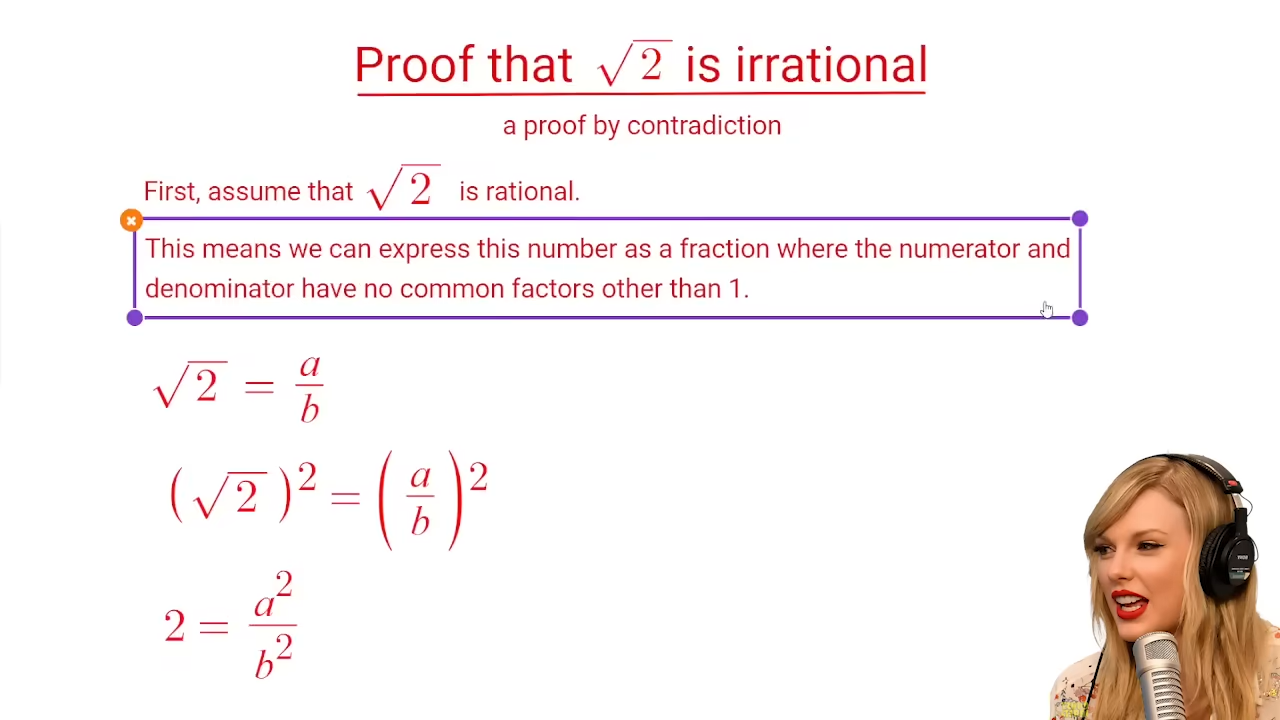 Proof that √2 is irrational
a proof by contradiction
First, assume that √2 is rational.
This means we can express this number as a fraction where the numerator and
denominator have no common factors other than 1.
√2 = a/b
(√2)² = (a/b)²
2 = a²/b²